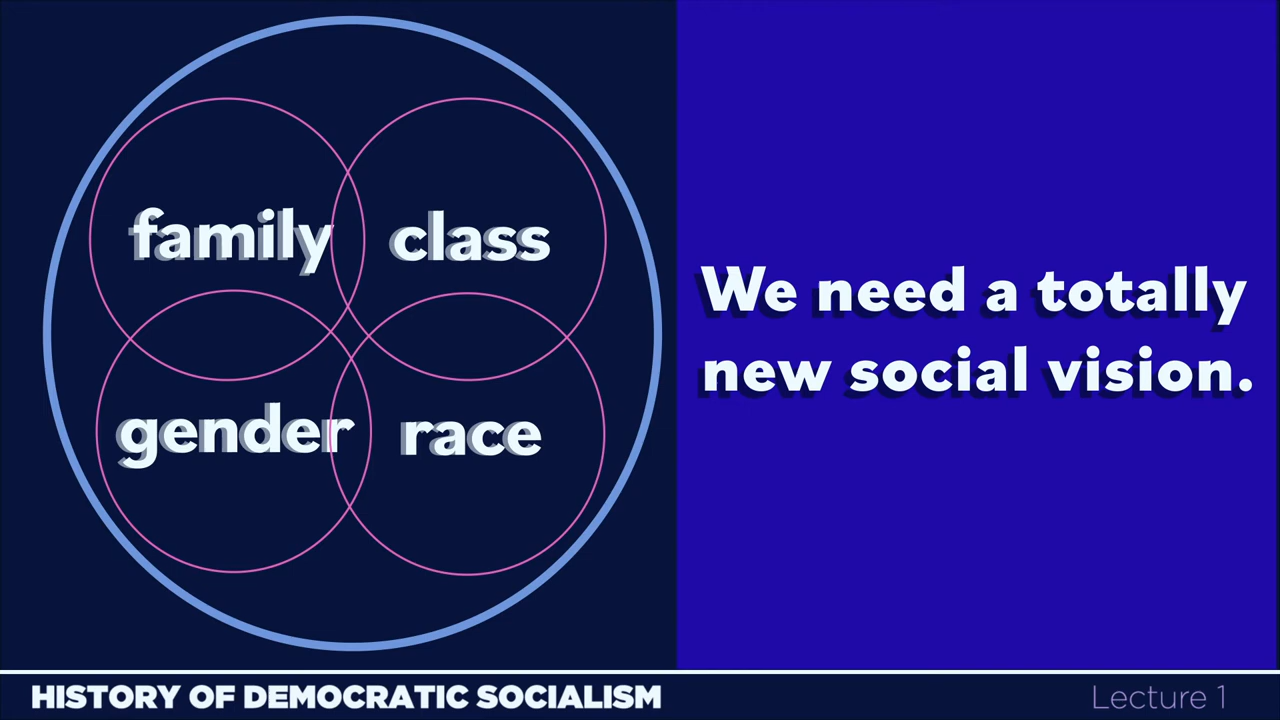 family
class
gender
race
We need a totally
new social vision.
HISTORY OF DEMOCRATIC SOCIALISM
Lecture 1